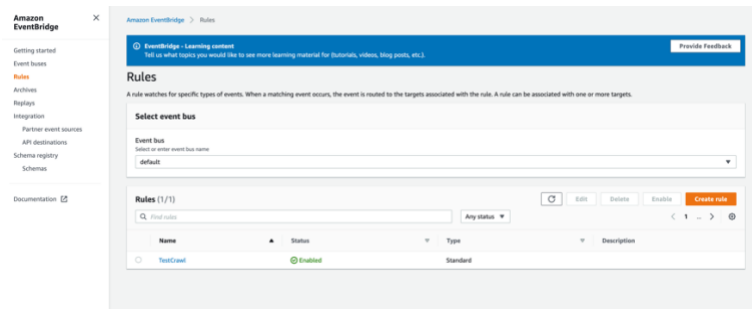 Amazon EventBridge
Getting started
Event buses
Rules
Archives
Replays
Integration
Partner event sources
API destinations
Schema registry
Schemas
Documentation
Amazon EventBridge > Rules
EventBridge - Learning content
Tell us what topics you would like to see more learning material for (tutorials, videos, blog posts, etc.).
Provide Feedback
Rules
A rule watches for specific types of events. When a matching event occurs, the event is routed to the targets associated with the rule. A rule can be associated with one or more targets.
Select event bus
Event bus
Select or enter event bus name
default
Rules (1/1)
Edit
Delete
Enable
Create rule
Find rules
Any status
< 1 ... >
Name
Status
Type
Description
TestCrawl
Enabled
Standard